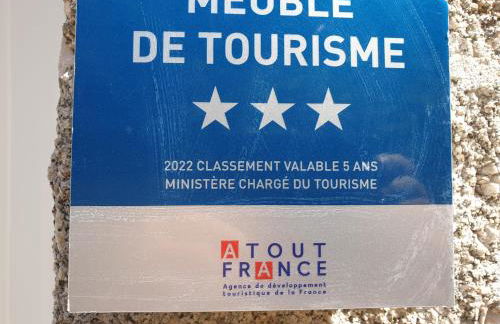 MEUBLÉ
DE TOURISME
2022 CLASSEMENT VALABLE 5 ANS
MINISTÈRE CHARGÉ DU TOURISME
ATOUT
FRANCE
Agence de développement
touristique de la France